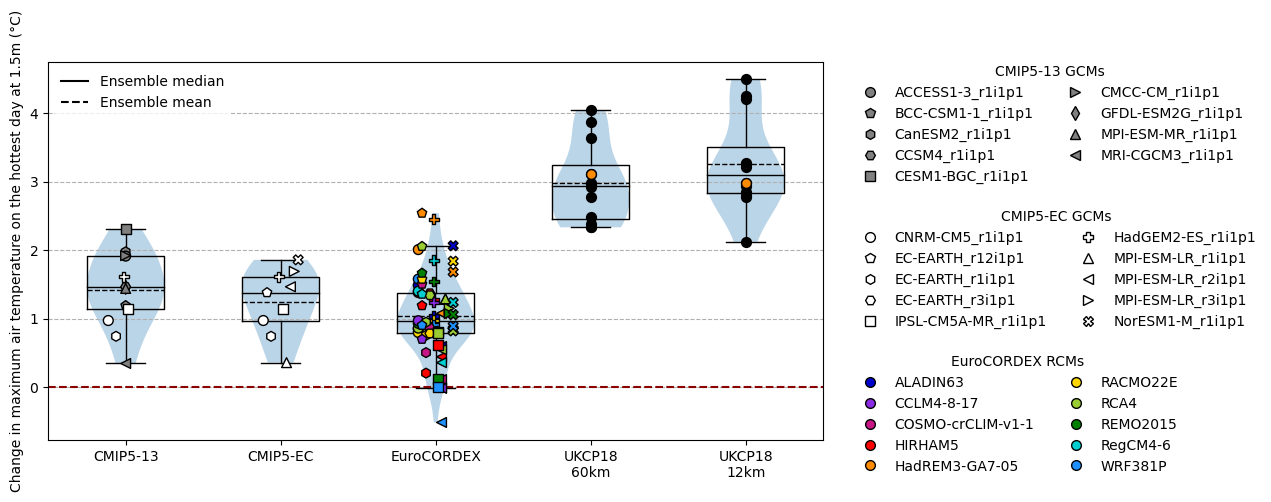 Change in maximum air temperature on the hottest day at 1.5m (°C)
Ensemble median
Ensemble mean
4
3
2
1
0
CMIP5-13
CMIP5-EC
EuroCORDEX
UKCP18
60km
UKCP18
12km
CMIP5-13 GCMs
ACCESS1-3_r1i1p1
BCC-CSM1-1_r1i1p1
CanESM2_r1i1p1
CCSM4_r1i1p1
CESM1-BGC_r1i1p1
CMCC-CM_r1i1p1
GFDL-ESM2G_r1i1p1
MPI-ESM-MR_r1i1p1
MRI-CGCM3_r1i1p1
CMIP5-EC GCMs
CNRM-CM5_r1i1p1
EC-EARTH_r12i1p1
EC-EARTH_r1i1p1
EC-EARTH_r3i1p1
IPSL-CM5A-MR_r1i1p1
HadGEM2-ES_r1i1p1
MPI-ESM-LR_r1i1p1
MPI-ESM-LR_r2i1p1
MPI-ESM-LR_r3i1p1
NorESM1-M_r1i1p1
EuroCORDEX RCMs
ALADIN63
CCLM4-8-17
COSMO-crCLIM-v1-1
HIRHAM5
HadREM3-GA7-05
RACMO22E
RCA4
REMO2015
RegCM4-6
WRF381P